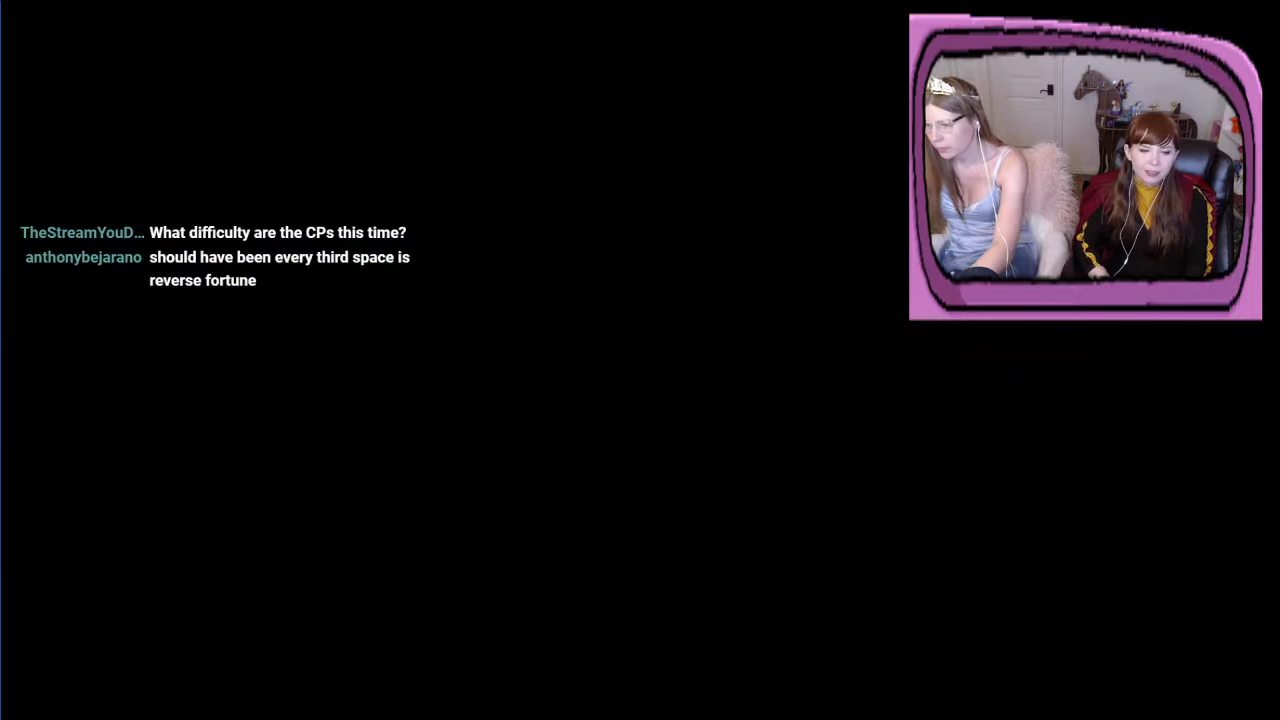 TheStreamYouD... What difficulty are the CPs this time?
anthonybejarano should have been every third space is
reverse fortune